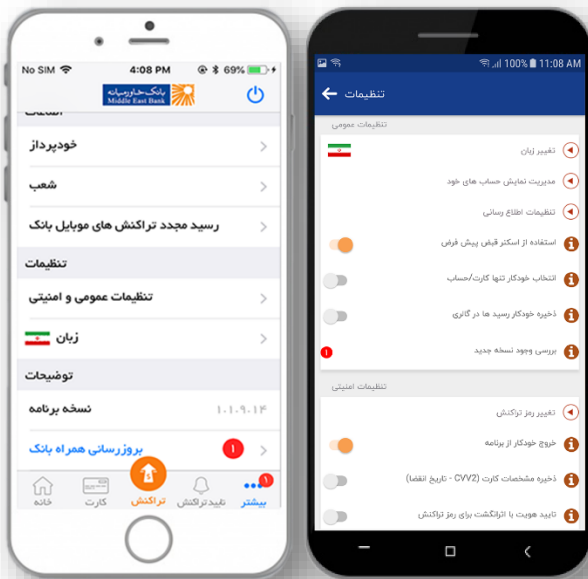 No SIM 4:08 PM 69%
بانک خاورمیانه
Middle East Bank
خودپرداز
شعب
رسید مجدد تراکنش های موبایل بانک
تنظیمات
تنظیمات عمومی و امنیتی
زبان
توضیحات
نسخه برنامه ۱.۱.۹.۱۴
بروزرسانی همراه بانک ۱
خانه
کارت
تراکنش
تاییدتراکنش
بیشتر
۱
100% 11:08 AM
تنظیمات
تنظیمات عمومی
تغییر زبان
مدیریت نمایش حساب های خود
تنظیمات اطلاع رسانی
استفاده از اسکنر قبض پیش فرض
انتخاب خودکار تنها کارت/حساب
ذخیره خودکار رسید ها در گالری
بررسی وجود نسخه جدید ۱
تنظیمات امنیتی
تغییر رمز تراکنش
خروج خودکار از برنامه
ذخیره مشخصات کارت (CVV2 - تاریخ انقضا)
تایید هویت با اثرانگشت برای رمز تراکنش